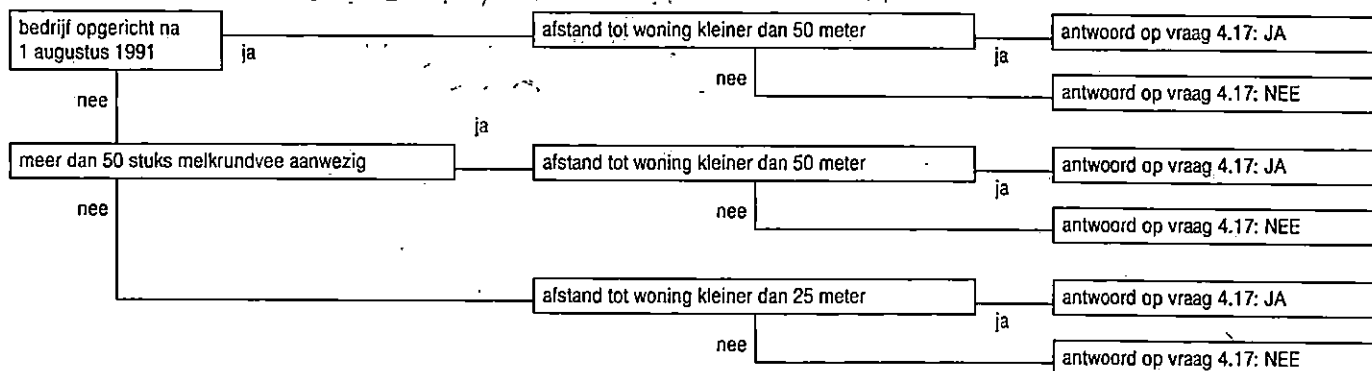 bedrijf opgericht na
1 augustus 1991
ja
afstand tot woning kleiner dan 50 meter
ja
antwoord op vraag 4.17: JA
nee
antwoord op vraag 4.17: NEE
nee
meer dan 50 stuks melkrundvee aanwezig
ja
afstand tot woning kleiner dan 50 meter
ja
antwoord op vraag 4.17: JA
nee
antwoord op vraag 4.17: NEE
nee
afstand tot woning kleiner dan 25 meter
ja
antwoord op vraag 4.17: JA
nee
antwoord op vraag 4.17: NEE